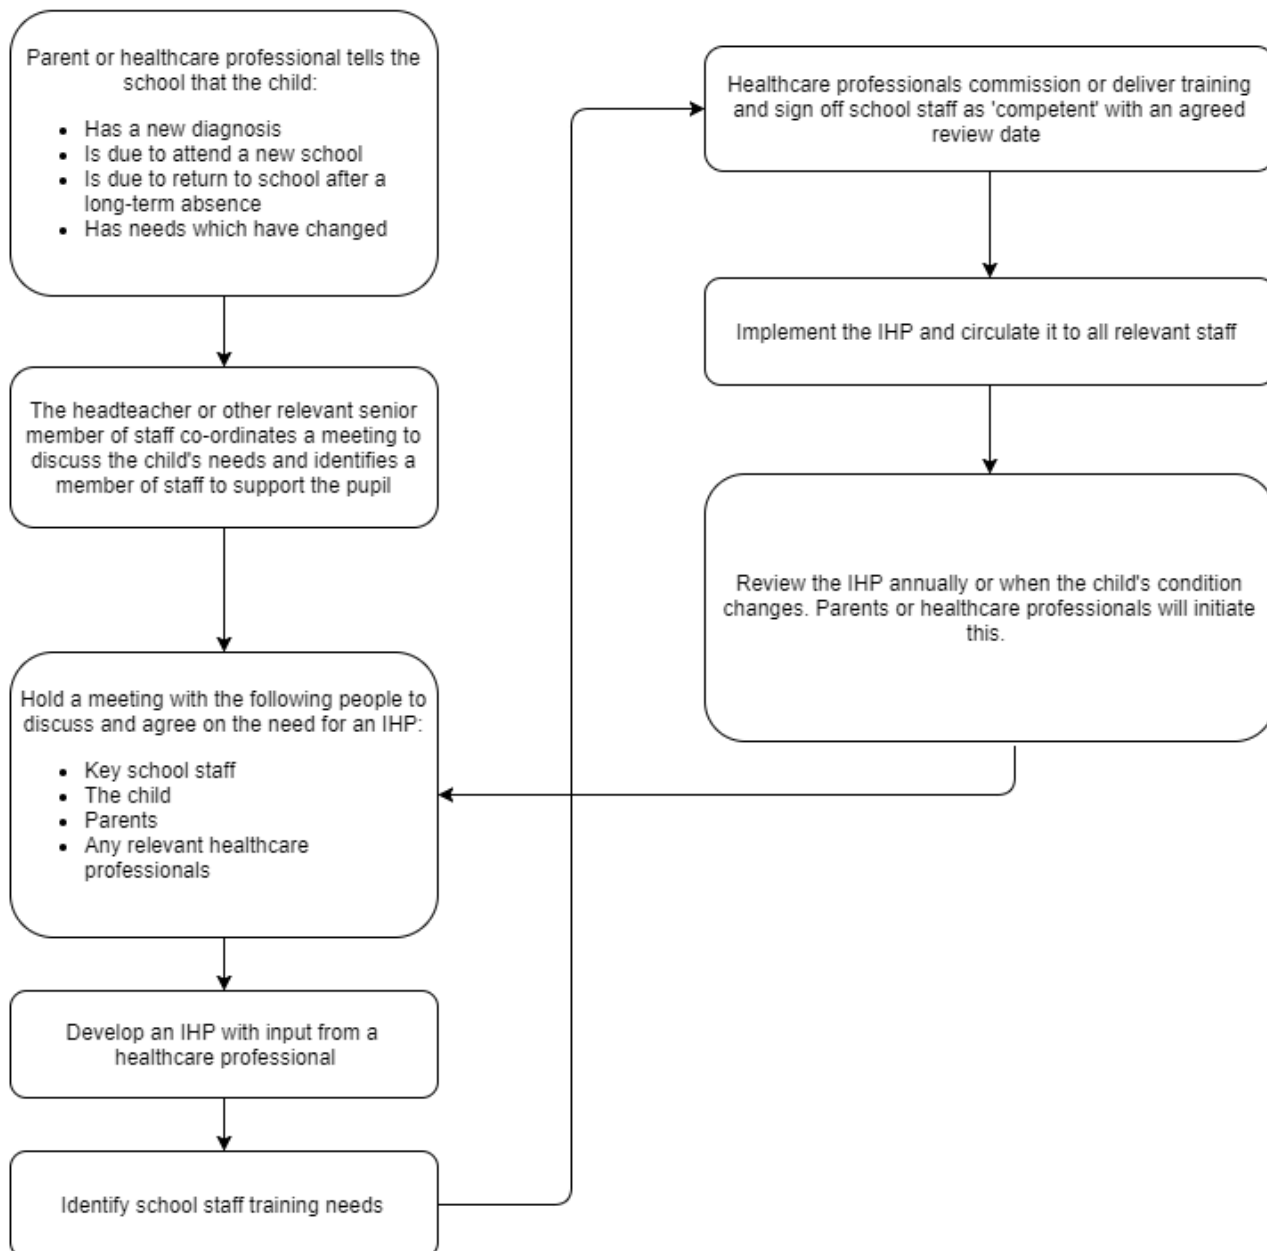 Parent or healthcare professional tells the
school that the child:
• Has a new diagnosis
• Is due to attend a new school
• Is due to return to school after a
long-term absence
• Has needs which have changed
The headteacher or other relevant senior
member of staff co-ordinates a meeting to
discuss the child's needs and identifies a
member of staff to support the pupil
Hold a meeting with the following people to
discuss and agree on the need for an IHP:
• Key school staff
• The child
• Parents
• Any relevant healthcare
professionals
Develop an IHP with input from a
healthcare professional
Identify school staff training needs
Healthcare professionals commission or deliver training
and sign off school staff as 'competent' with an agreed
review date
Implement the IHP and circulate it to all relevant staff
Review the IHP annually or when the child's condition
changes. Parents or healthcare professionals will initiate
this.